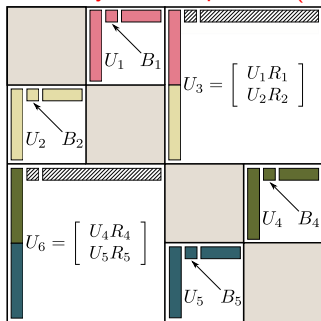 U₁ B₁
U₃ = [ U₁R₁
U₂R₂ ]
U₂ B₂
U₆ = [ U₄R₄
U₅R₅ ]
U₄ B₄
U₅ B₅